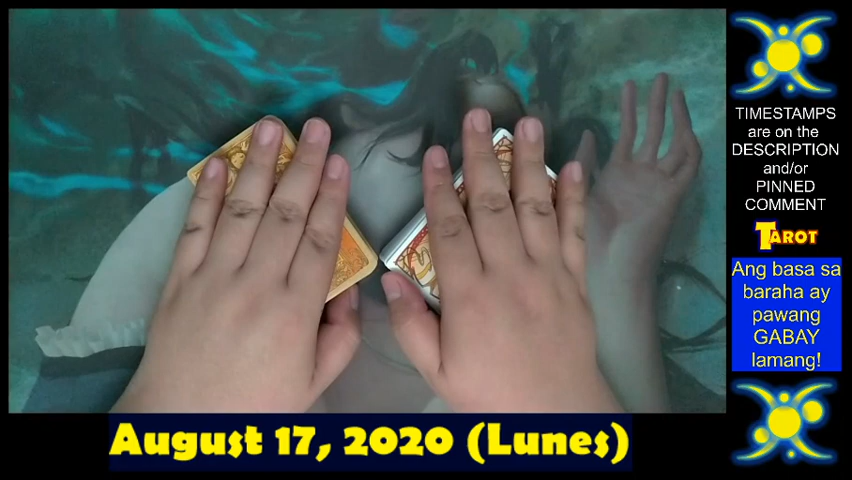 TIMESTAMPS
are on the
DESCRIPTION
and/or
PINNED
COMMENT
TAROT
Ang basa sa
baraha ay
pawang
GABAY
lamang!
August 17, 2020 (Lunes)